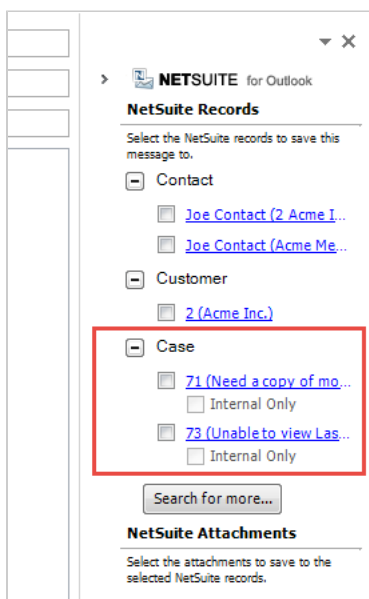 NETSUITE for Outlook
NetSuite Records
Select the NetSuite records to save this
message to.
Contact
Joe Contact (2 Acme I...
Joe Contact (Acme Me...
Customer
2 (Acme Inc.)
Case
71 (Need a copy of mo...
Internal Only
73 (Unable to view Las...
Internal Only
Search for more...
NetSuite Attachments
Select the attachments to save to the
selected NetSuite records.